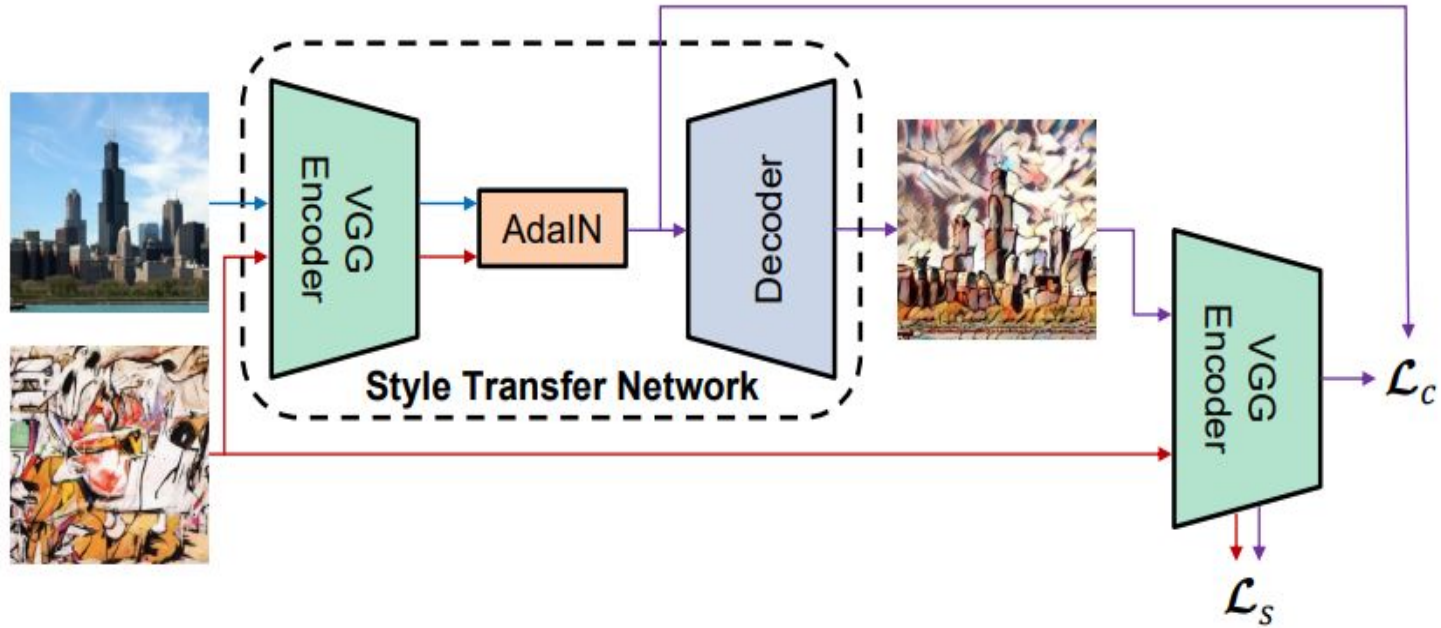 VGG
Encoder
AdaIN
Decoder
Style Transfer Network
VGG
Encoder
ℒc
ℒs